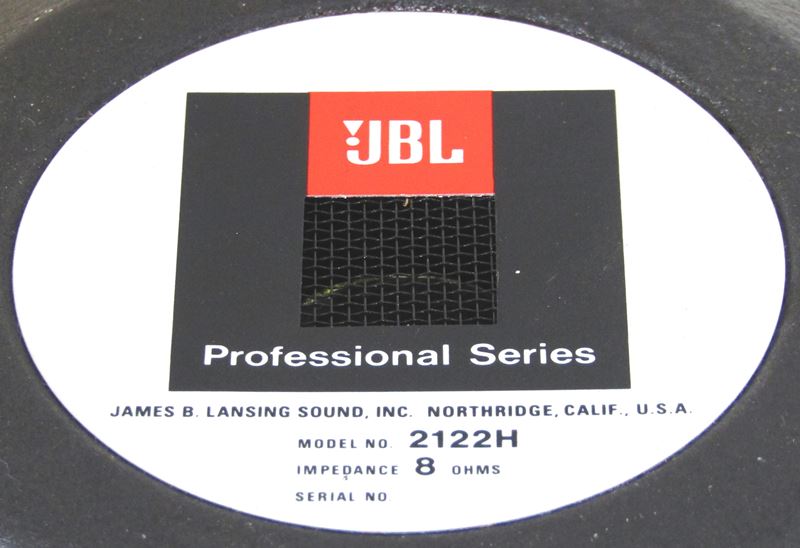 JBL
Professional Series
JAMES B. LANSING SOUND, INC. NORTHRIDGE, CALIF., U.S.A.
MODEL NO. 2122H
IMPEDANCE 8 OHMS
SERIAL NO